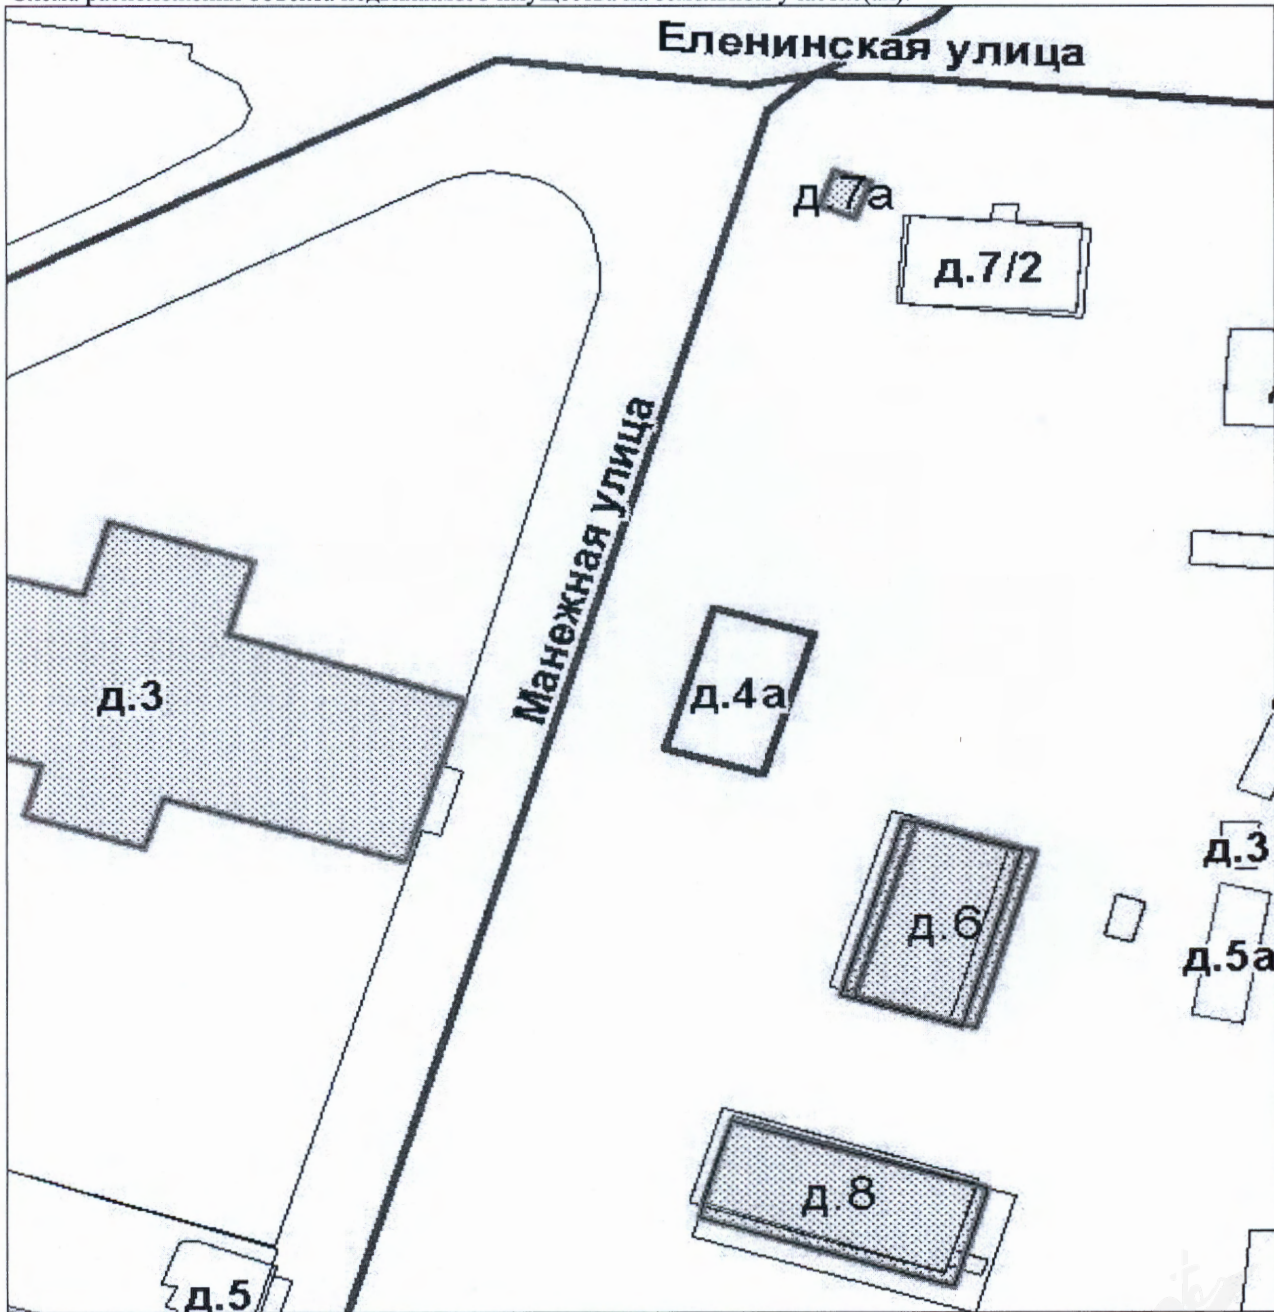 Еленинская улица
д.7а
д.7/2
Манежная улица
д.4а
д.3
д.3
д.6
д.5а
д.8
д.5